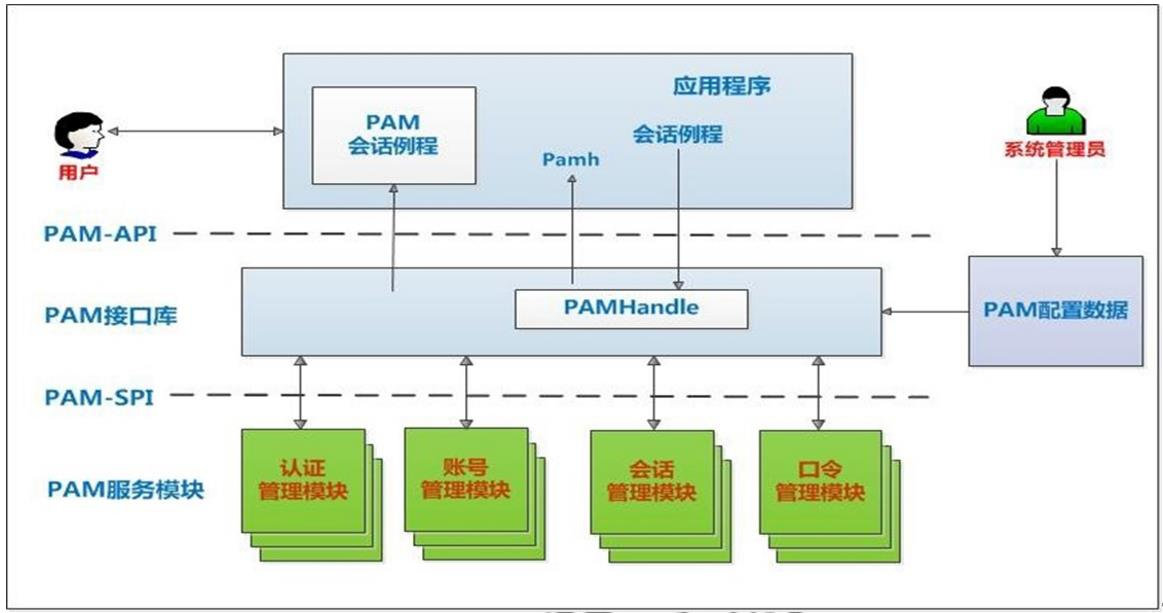 应用程序
PAM
会话例程
会话例程
Pamh
用户
系统管理员
PAM-API
PAM接口库
PAMHandle
PAM配置数据
PAM-SPI
PAM服务模块
认证
管理模块
账号
管理模块
会话
管理模块
口令
管理模块